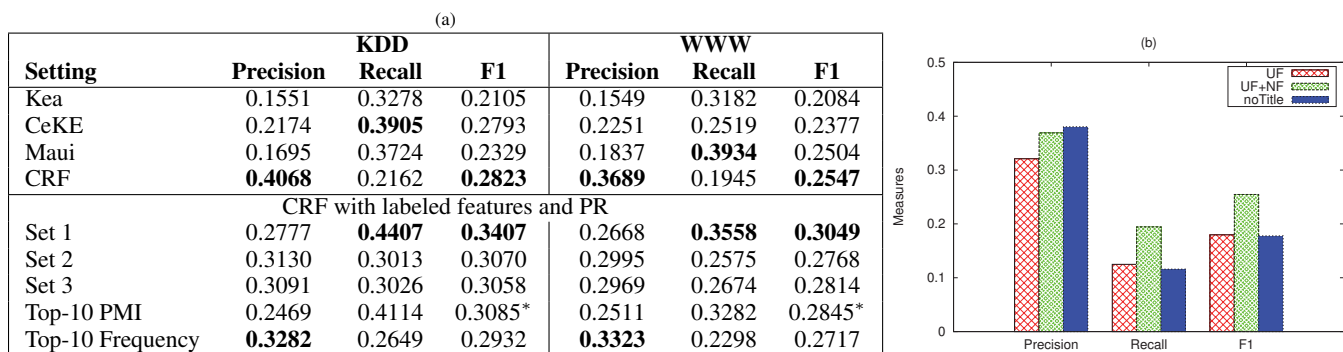 (a)
KDD WWW
Setting Precision Recall F1 Precision Recall F1
Kea 0.1551 0.3278 0.2105 0.1549 0.3182 0.2084
CeKE 0.2174 0.3905 0.2793 0.2251 0.2519 0.2377
Maui 0.1695 0.3724 0.2329 0.1837 0.3934 0.2504
CRF 0.4068 0.2162 0.2823 0.3689 0.1945 0.2547
CRF with labeled features and PR
Set 1 0.2777 0.4407 0.3407 0.2668 0.3558 0.3049
Set 2 0.3130 0.3013 0.3070 0.2995 0.2575 0.2768
Set 3 0.3091 0.3026 0.3058 0.2969 0.2674 0.2814
Top-10 PMI 0.2469 0.4114 0.3085* 0.2511 0.3282 0.2845*
Top-10 Frequency 0.3282 0.2649 0.2932 0.3323 0.2298 0.2717
(b)
Measures
0.5
0.4
0.3
0.2
0.1
0
UF
UF+NF
noTitle
Precision Recall F1